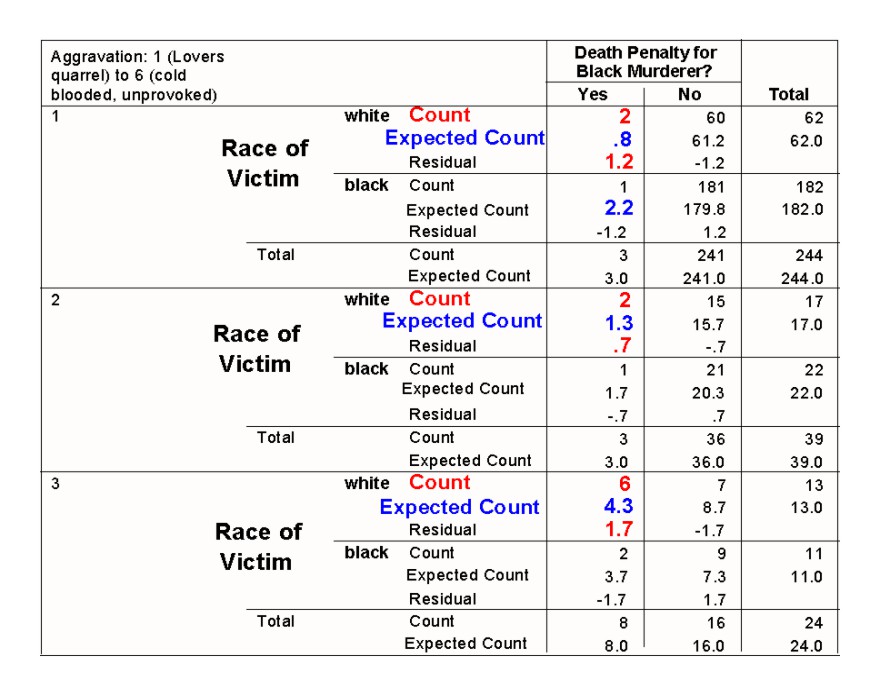 Aggravation: 1 (Lovers quarrel) to 6 (cold blooded, unprovoked)
Death Penalty for Black Murderer?
Yes No Total
1 Race of Victim white Count 2 60 62
Expected Count .8 61.2 62.0
Residual 1.2 -1.2
black Count 1 181 182
Expected Count 2.2 179.8 182.0
Residual -1.2 1.2
Total Count 3 241 244
Expected Count 3.0 241.0 244.0
2 Race of Victim white Count 2 15 17
Expected Count 1.3 15.7 17.0
Residual .7 -.7
black Count 1 21 22
Expected Count 1.7 20.3 22.0
Residual -.7 .7
Total Count 3 36 39
Expected Count 3.0 36.0 39.0
3 Race of Victim white Count 6 7 13
Expected Count 4.3 8.7 13.0
Residual 1.7 -1.7
black Count 2 9 11
Expected Count 3.7 7.3 11.0
Residual -1.7 1.7
Total Count 8 16 24
Expected Count 8.0 16.0 24.0